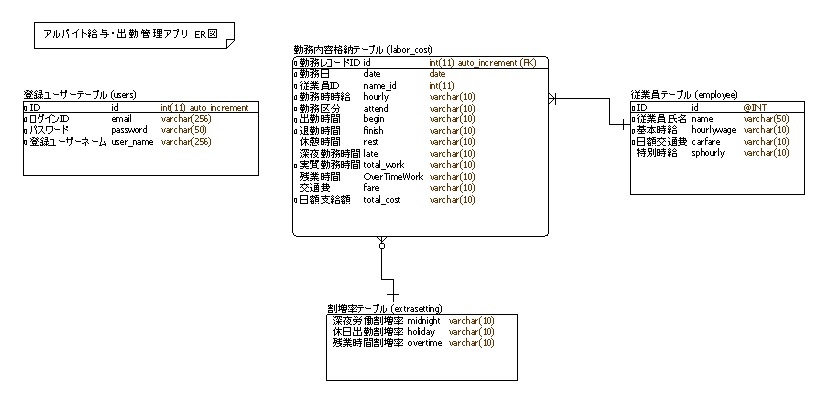 アルバイト給与・出勤管理アプリ ER図
登録ユーザーテーブル (users)
ID id int(11) auto_increment
ログインID email varchar(256)
パスワード password varchar(50)
登録ユーザーネーム user_name varchar(256)
勤務内容格納テーブル (labor_cost)
勤務レコードID id int(11) auto_increment (FK)
勤務日 date date
従業員ID name_id int(11)
勤務時時給 hourly varchar(10)
勤務区分 attend varchar(10)
出勤時間 begin varchar(10)
退勤時間 finish varchar(10)
休憩時間 rest varchar(10)
深夜勤務時間 late varchar(10)
実質勤務時間 total_work varchar(10)
残業時間 OverTimeWork varchar(10)
交通費 fare varchar(10)
日額支給額 total_cost varchar(10)
従業員テーブル (employee)
ID id @INT
従業員氏名 name varchar(50)
基本時給 hourlywage varchar(10)
日額交通費 carfare varchar(10)
特別時給 sphourly varchar(10)
割増率テーブル (extrasetting)
深夜労働割増率 midnight varchar(10)
休日出勤割増率 holiday varchar(10)
残業時間割増率 overtime varchar(10)